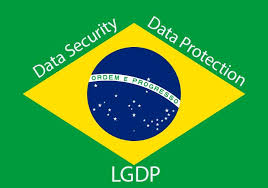 Data Security
Data Protection
ORDEM E PROGRESSO
LGDP